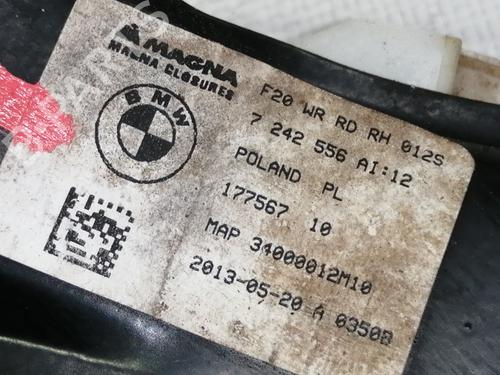 MAGNA
MAGNA CLOSURES
BMW
F20 WR RD RH 012S
7 242 556 AI:12
POLAND PL
177567 10
MAP 34000012M10
2013-05-20 A 0350B